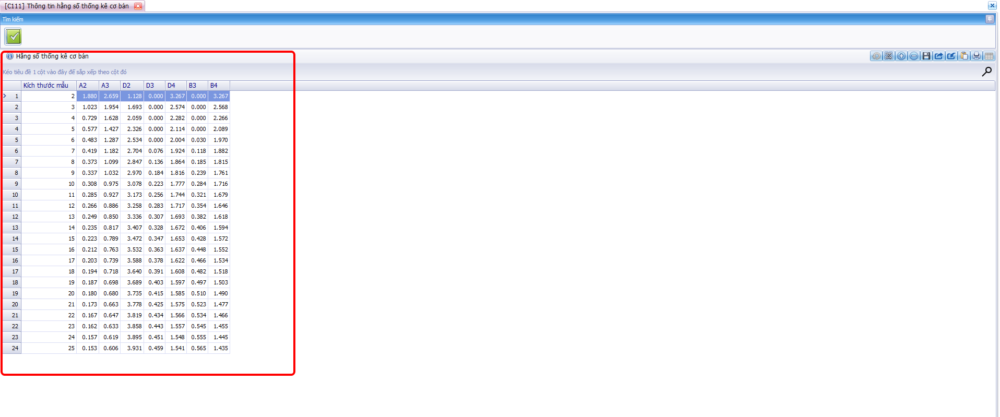 [C111] Thông tin hằng số thống kê cơ bản
Tìm kiếm
Hằng số thống kê cơ bản
Kéo tiêu đề 1 cột vào đây để sắp xếp theo cột đó
Kích thước mẫu A2 A3 D2 D3 D4 B3 B4
1 2 1.880 2.659 1.128 0.000 3.267 0.000 3.267
2 3 1.023 1.954 1.693 0.000 2.574 0.000 2.568
3 4 0.729 1.628 2.059 0.000 2.282 0.000 2.266
4 5 0.577 1.427 2.326 0.000 2.114 0.000 2.089
5 6 0.483 1.287 2.534 0.000 2.004 0.030 1.970
6 7 0.419 1.182 2.704 0.076 1.924 0.118 1.882
7 8 0.373 1.099 2.847 0.136 1.864 0.185 1.815
8 9 0.337 1.032 2.970 0.184 1.816 0.239 1.761
9 10 0.308 0.975 3.078 0.223 1.777 0.284 1.716
10 11 0.285 0.927 3.173 0.256 1.744 0.321 1.679
11 12 0.266 0.886 3.258 0.283 1.717 0.354 1.646
12 13 0.249 0.850 3.336 0.307 1.693 0.382 1.618
13 14 0.235 0.817 3.407 0.328 1.672 0.406 1.594
14 15 0.223 0.789 3.472 0.347 1.653 0.428 1.572
15 16 0.212 0.763 3.532 0.363 1.637 0.448 1.552
16 17 0.203 0.739 3.588 0.378 1.622 0.466 1.534
17 18 0.194 0.718 3.640 0.391 1.608 0.482 1.518
18 19 0.187 0.698 3.689 0.403 1.597 0.497 1.503
19 20 0.180 0.680 3.735 0.415 1.585 0.510 1.490
20 21 0.173 0.663 3.778 0.425 1.575 0.523 1.477
21 22 0.167 0.647 3.819 0.434 1.566 0.534 1.466
22 23 0.162 0.633 3.858 0.443 1.557 0.545 1.455
23 24 0.157 0.619 3.895 0.451 1.548 0.555 1.445
24 25 0.153 0.606 3.931 0.459 1.541 0.565 1.435